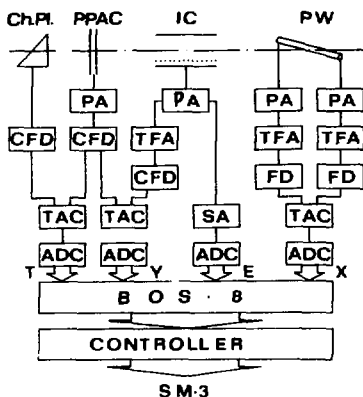 Ch.Pl. PPAC IC PW
PA PA PA PA
CFD CFD TFA TFA TFA
CFD FD FD
TAC TAC SA TAC
ADC ADC ADC ADC
T Y E X
BOS-8
CONTROLLER
SM-3